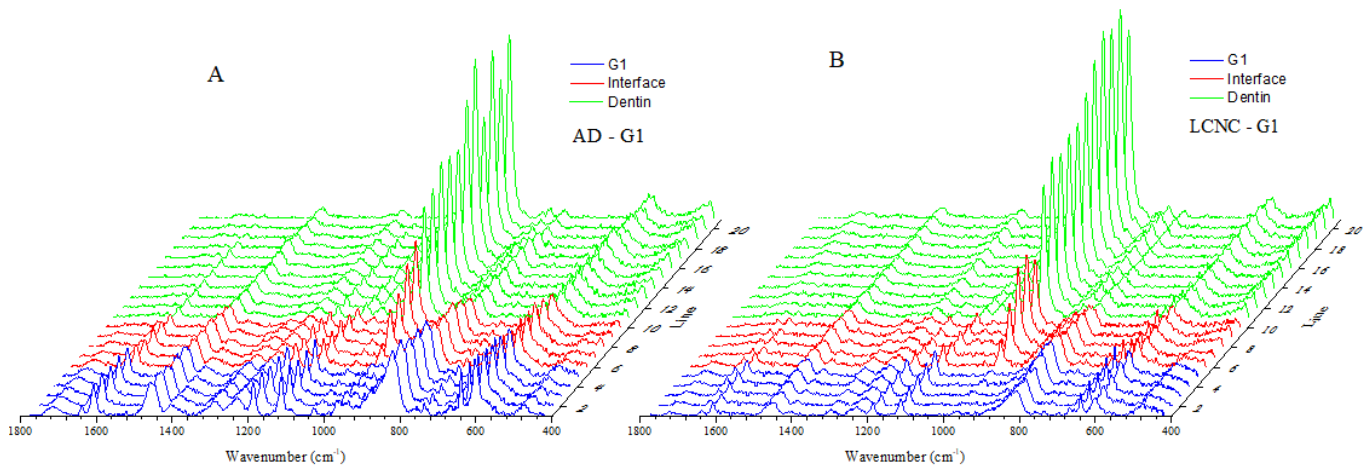 A
G1
Interface
Dentin
AD - G1
20
18
16
14
12
10
8
6
4
2
Line
1800 1600 1400 1200 1000 800 600 400
Wavenumber (cm-1)
B
G1
Interface
Dentin
LCNC - G1
20
18
16
14
12
10
8
6
4
2
Line
1800 1600 1400 1200 1000 800 600 400
Wavenumber (cm-1)